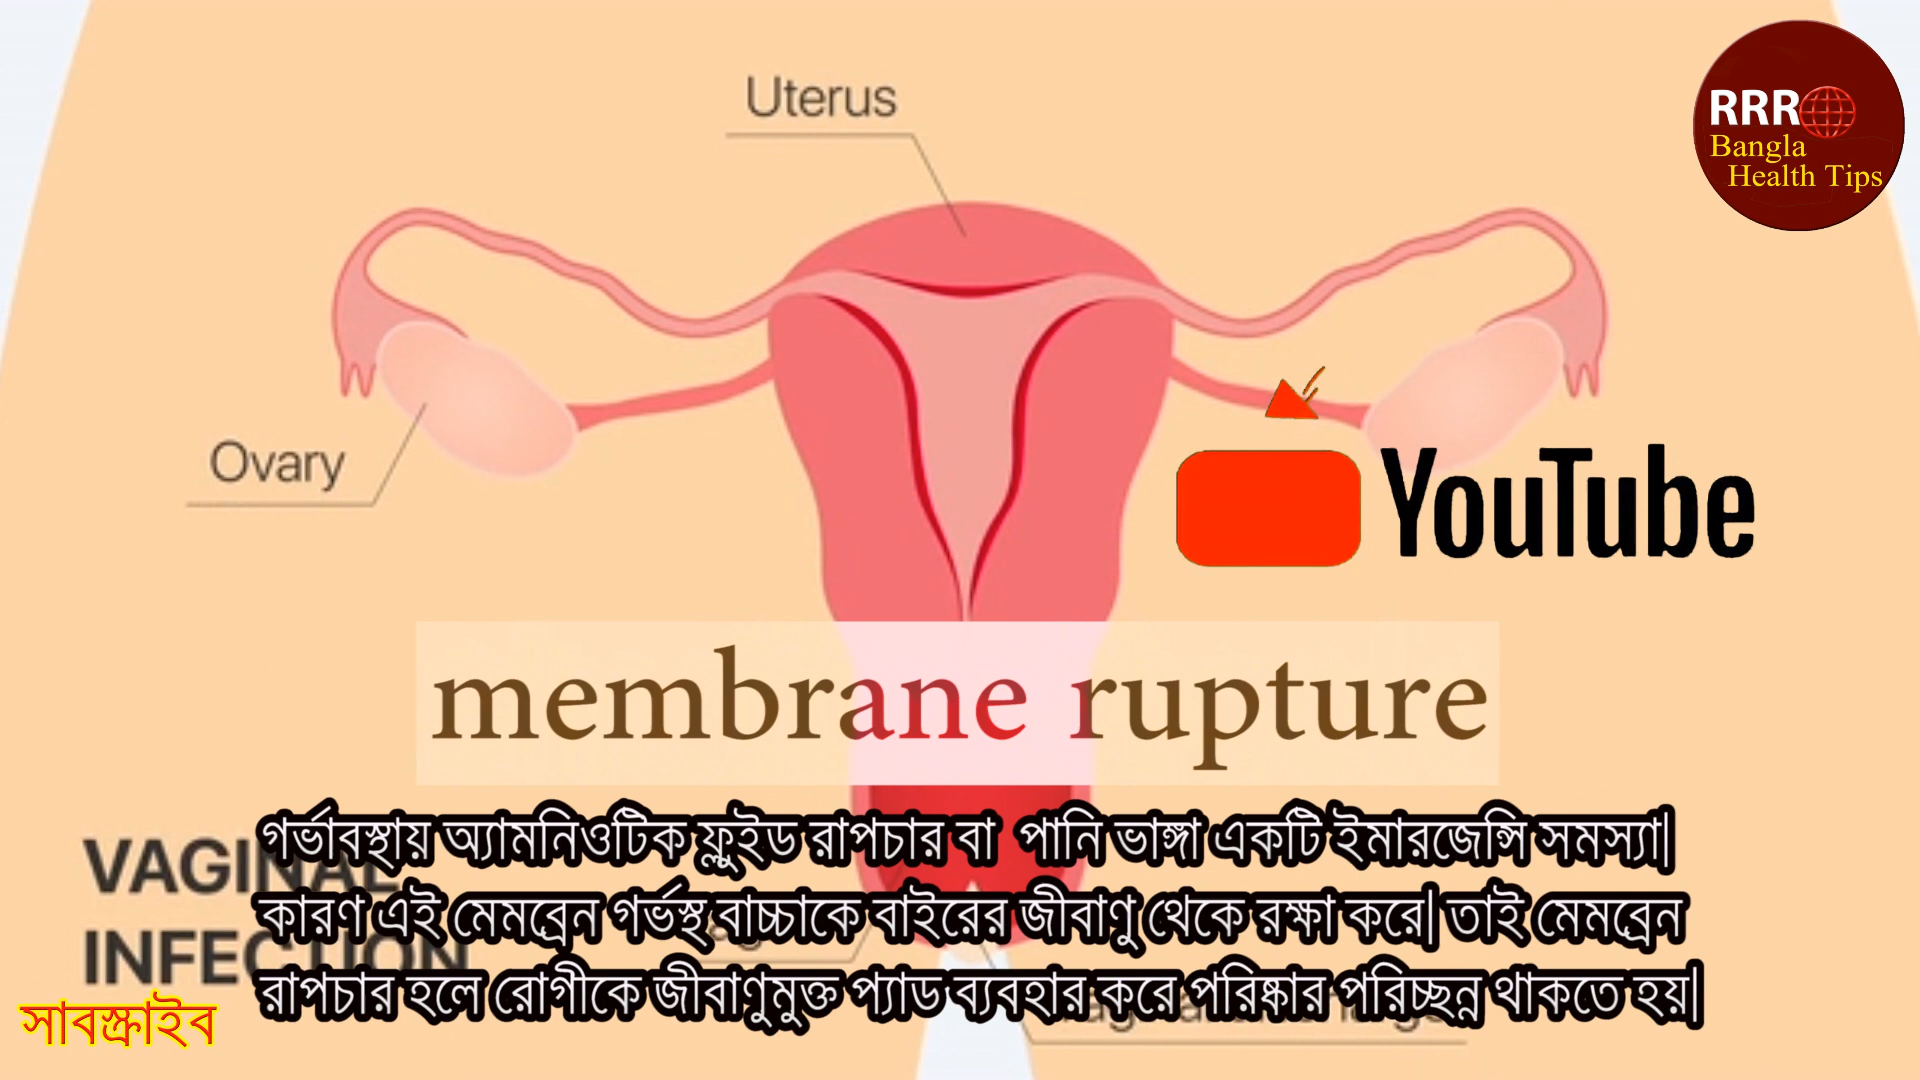 Uterus
RRR
Bangla
Health Tips
Ovary
YouTube
membrane rupture
VAGINAL
INFECTION
গর্ভাবস্থায় অ্যামনিওটিক ফ্লুইড রাপচার বা পানি ভাঙ্গা একটি ইমারজেন্সি সমস্যা|
কারণ এই মেমব্রেন গর্ভস্থ বাচ্চাকে বাইরের জীবাণু থেকে রক্ষা করে| তাই মেমব্রেন
রাপচার হলে রোগীকে জীবাণুমুক্ত প্যাড ব্যবহার করে পরিষ্কার পরিচ্ছন্ন থাকতে হয়|
সাবস্ক্রাইব